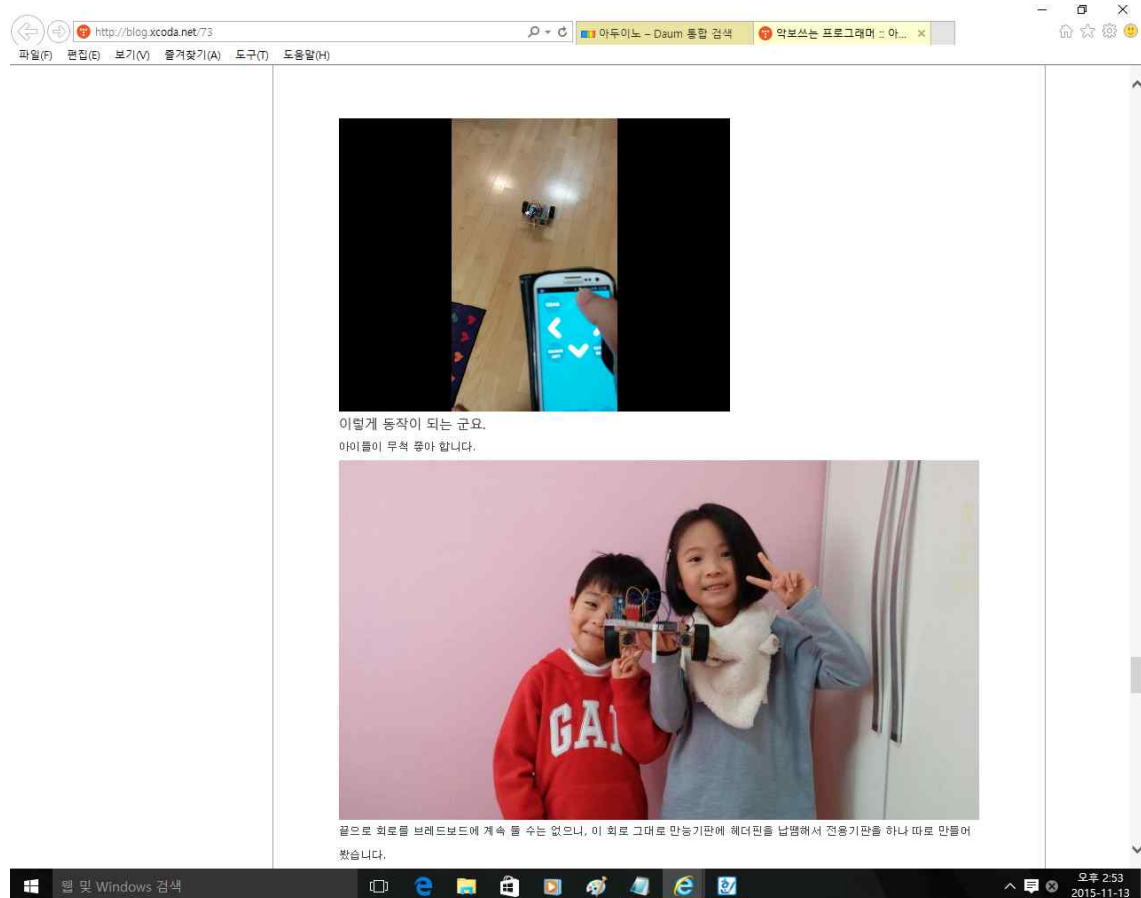 http://blog.xcoda.net/73
아두이노 – Daum 통합 검색
악보쓰는 프로그래머 :: 아...
파일(F) 편집(E) 보기(V) 즐겨찾기(A) 도구(T) 도움말(H)
이렇게 동작이 되는 군요.
아이들이 무척 좋아 합니다.
GAP
끝으로 회로를 브레드보드에 계속 둘 수는 없으니, 이 회로 그대로 만능기판에 헤더핀을 납땜해서 전용기판을 하나 따로 만들어
봤습니다.
웹 및 Windows 검색
오후 2:53
2015-11-13